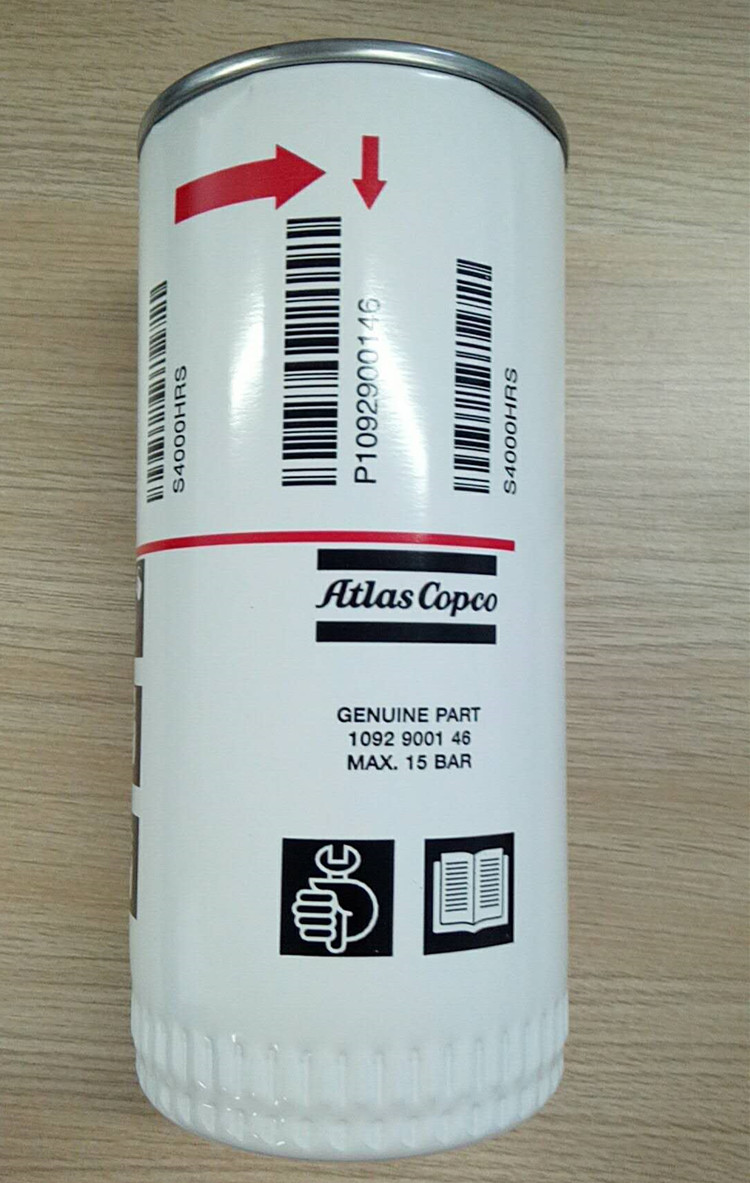 S4000HRS
P1092900146
S4000HRS
Atlas Copco
GENUINE PART
1092 9001 46
MAX. 15 BAR